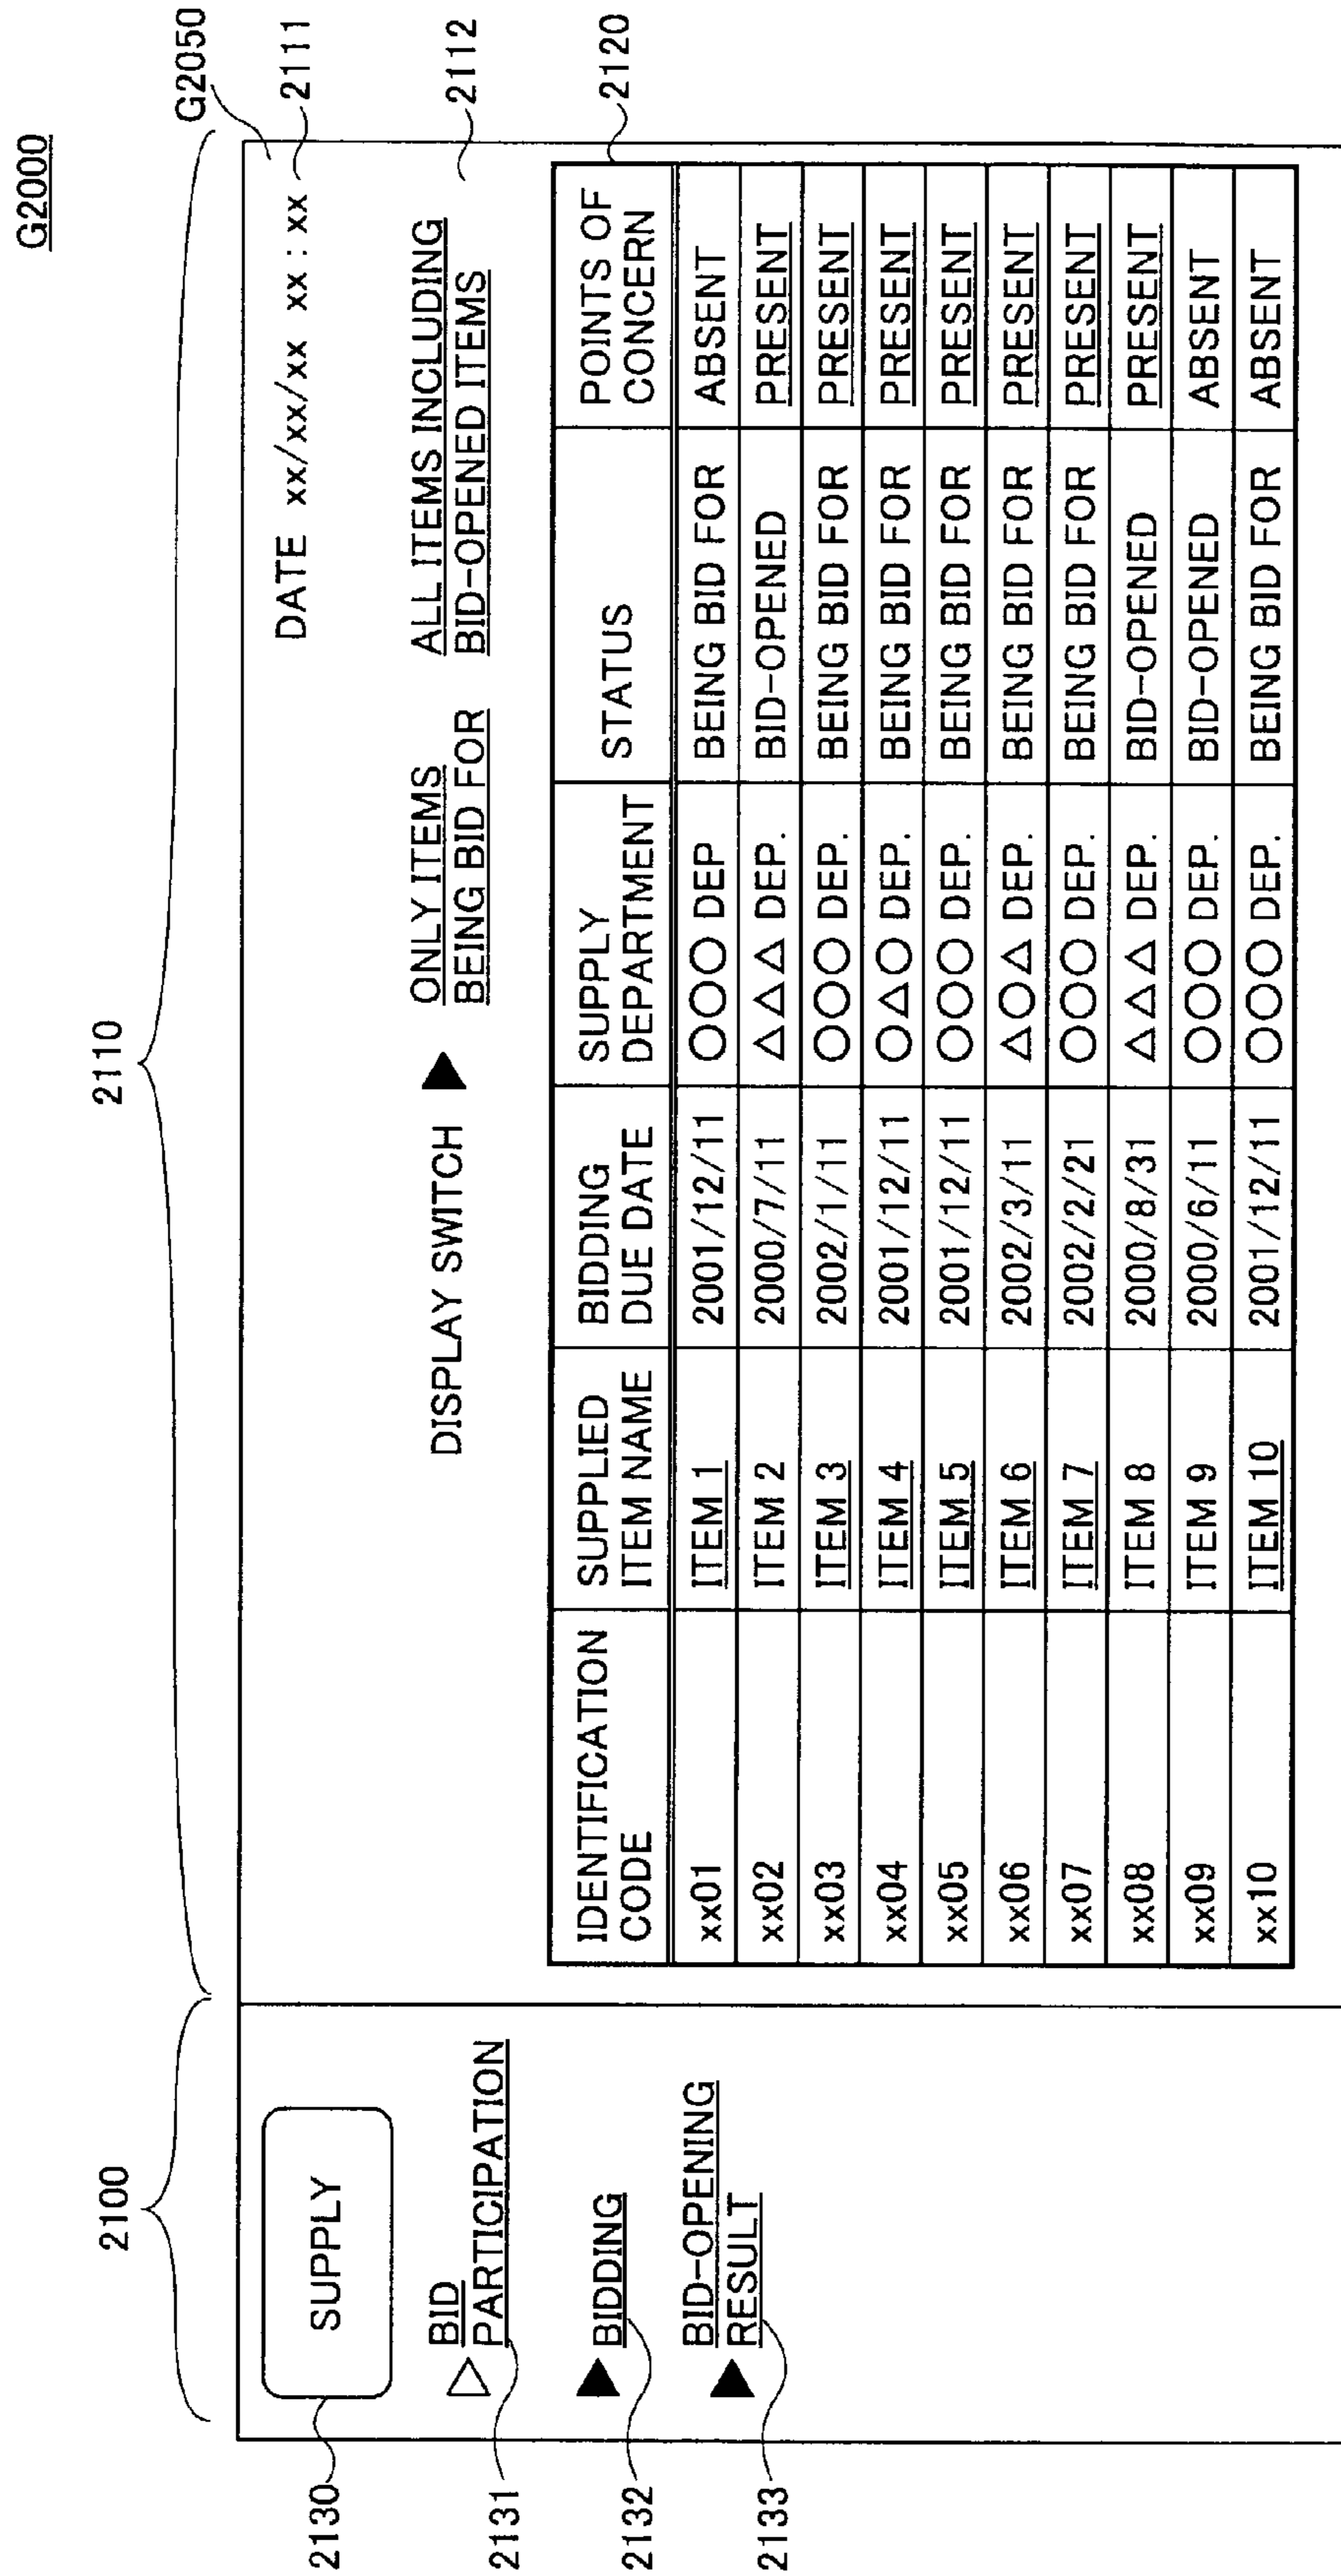 G2000
2100
2110
G2050
2130
SUPPLY
2131
▷ BID
PARTICIPATION
2132
▶ BIDDING
2133
▶ BID-OPENING
RESULT
DATE xx/xx/xx xx:xx
2111
DISPLAY SWITCH ▶ ONLY ITEMS
BEING BID FOR
ALL ITEMS INCLUDING
BID-OPENED ITEMS
2112
2120
IDENTIFICATION CODE SUPPLIED ITEM NAME BIDDING DUE DATE SUPPLY DEPARTMENT STATUS POINTS OF CONCERN
xx01 ITEM 1 2001/12/11 ○○○ DEP BEING BID FOR ABSENT
xx02 ITEM 2 2000/7/11 △△△ DEP. BID-OPENED PRESENT
xx03 ITEM 3 2002/1/11 ○○○ DEP. BEING BID FOR PRESENT
xx04 ITEM 4 2001/12/11 ○△○ DEP. BEING BID FOR PRESENT
xx05 ITEM 5 2001/12/11 ○○○ DEP. BEING BID FOR PRESENT
xx06 ITEM 6 2002/3/11 △○△ DEP. BEING BID FOR PRESENT
xx07 ITEM 7 2002/2/21 ○○○ DEP. BEING BID FOR PRESENT
xx08 ITEM 8 2000/8/31 △△△ DEP. BID-OPENED PRESENT
xx09 ITEM 9 2000/6/11 ○○○ DEP. BID-OPENED ABSENT
xx10 ITEM 10 2001/12/11 ○○○ DEP. BEING BID FOR ABSENT